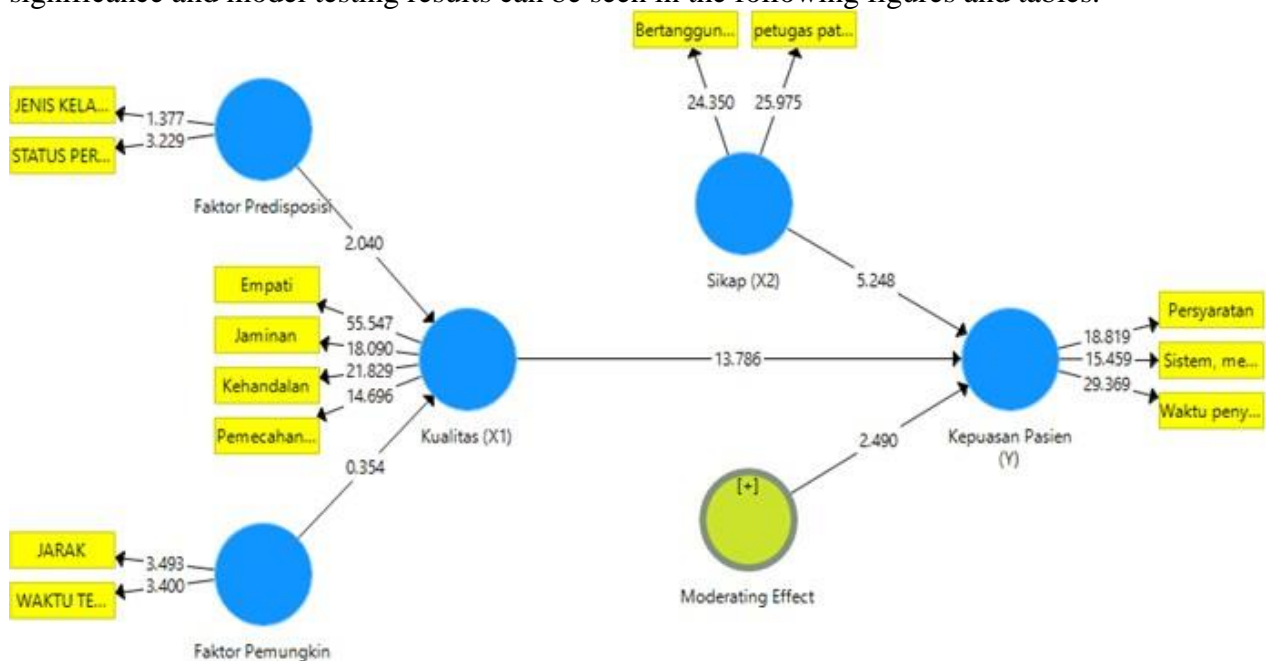 significance and model testing results can be seen in the following figures and tables.
Bertanggun...
petugas pat...
24.350
25.975
JENIS KELA...
STATUS PER...
1.377
3.229
Faktor Predisposisi
2.040
Sikap (X2)
5.248
Empati
Jaminan
Kehandalan
Pemecahan...
55.547
18.090
21.829
14.696
Kualitas (X1)
13.786
Persyaratan
Sistem, me...
Waktu peny...
18.819
15.459
29.369
Kepuasan Pasien
(Y)
2.490
[+]
Moderating Effect
0.354
JARAK
WAKTU TE...
3.493
3.400
Faktor Pemungkin